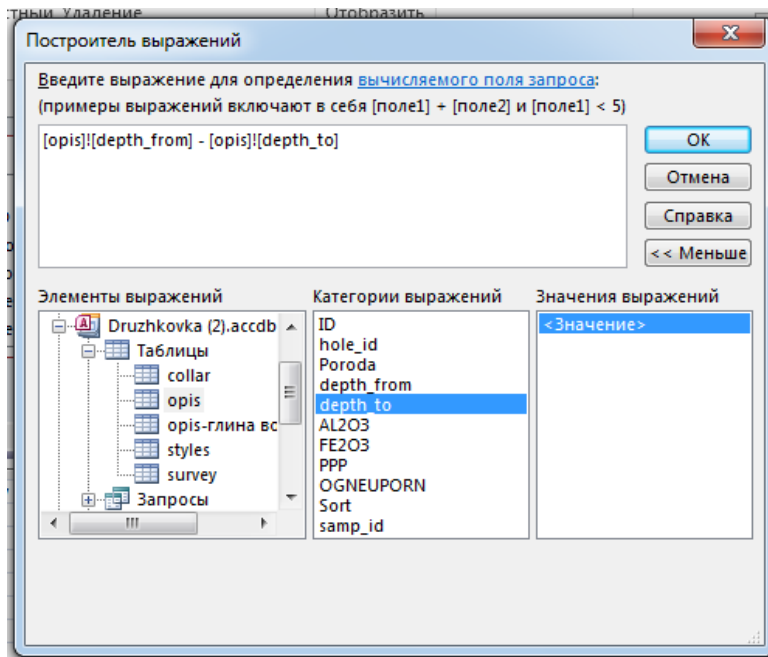 Удаление
Отобразить
Построитель выражений
Введите выражение для определения вычисляемого поля запроса:
(примеры выражений включают в себя [поле1] + [поле2] и [поле1] < 5)
[opis]![depth_from] - [opis]![depth_to]
ОК
Отмена
Справка
<< Меньше
Элементы выражений
Druzhkovka (2).accdb
Таблицы
collar
opis
opis-глина вс
styles
survey
Запросы
Категории выражений
ID
hole_id
Poroda
depth_from
depth_to
AL2O3
FE2O3
PPP
OGNEUPORN
Sort
samp_id
Значения выражений
<Значение>